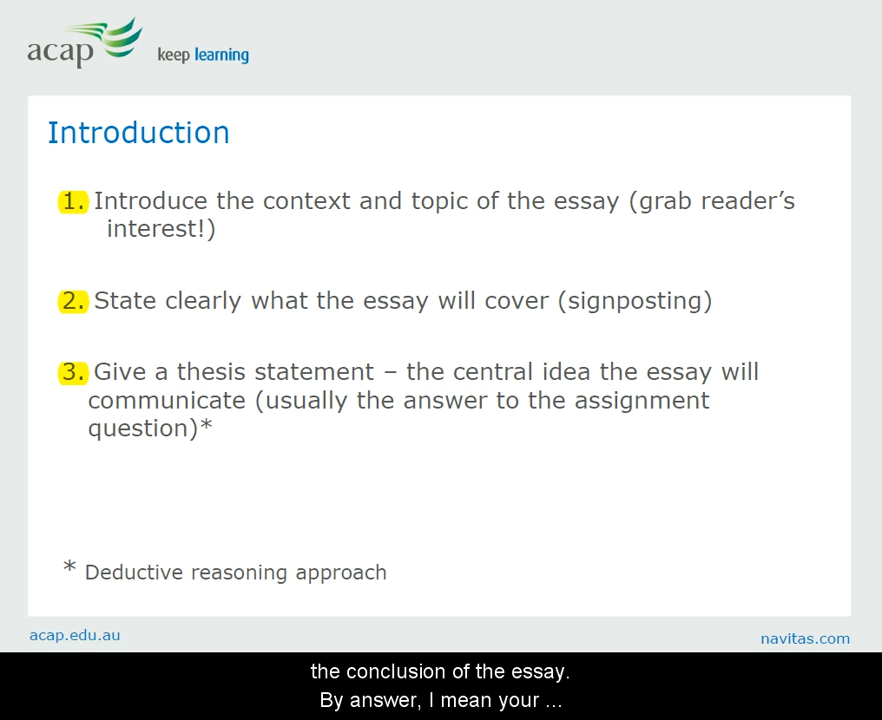 acap keep learning
Introduction
1. Introduce the context and topic of the essay (grab reader's
interest!)
2. State clearly what the essay will cover (signposting)
3. Give a thesis statement – the central idea the essay will
communicate (usually the answer to the assignment
question)*
* Deductive reasoning approach
acap.edu.au
navitas.com
the conclusion of the essay.
By answer, I mean your ...